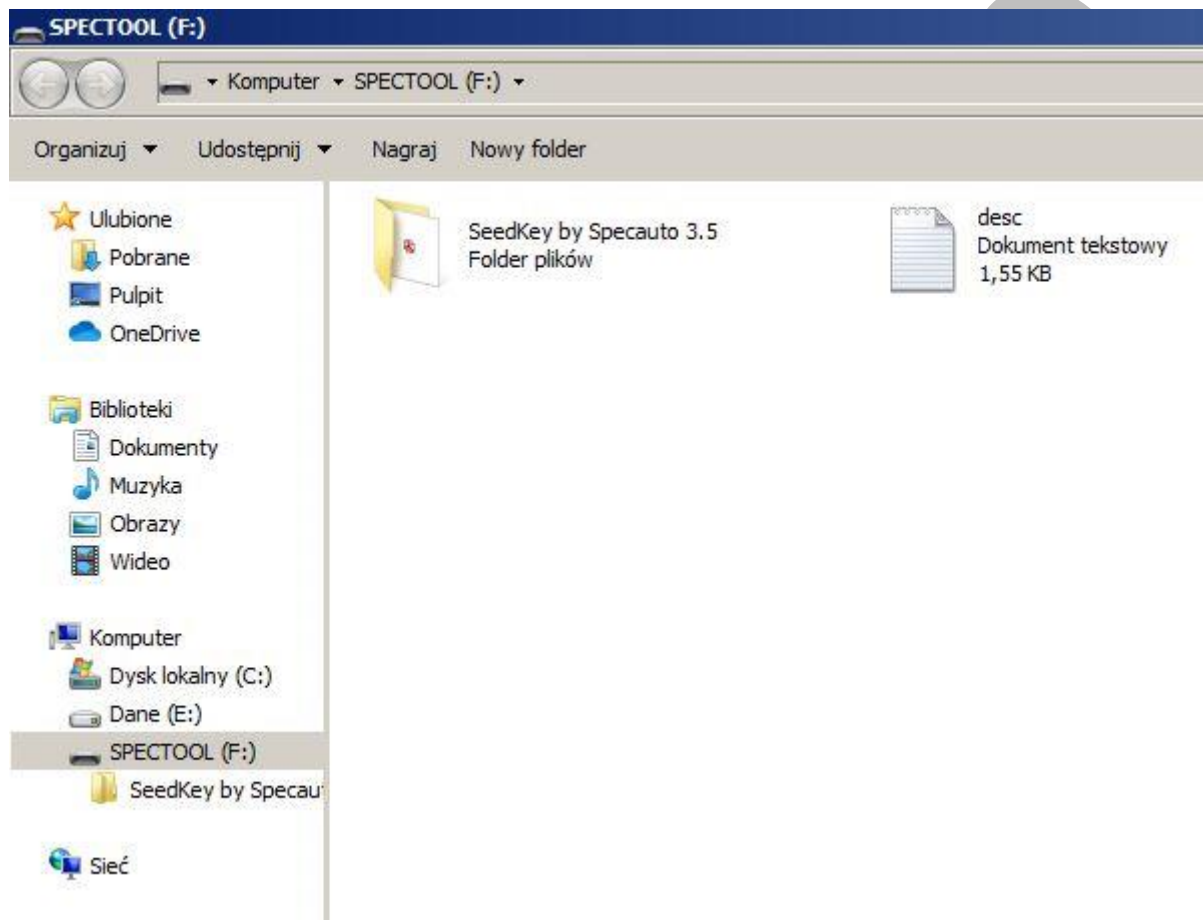 SPECTOOL (F:)
Komputer SPECTOOL (F:)
Organizuj Udostępnij Nagraj Nowy folder
Ulubione
Pobrane
Pulpit
OneDrive
Biblioteki
Dokumenty
Muzyka
Obrazy
Wideo
Komputer
Dysk lokalny (C:)
Dane (E:)
SPECTOOL (F:)
SeedKey by Specau
Sieć
SeedKey by Specauto 3.5
Folder plików
desc
Dokument tekstowy
1,55 KB